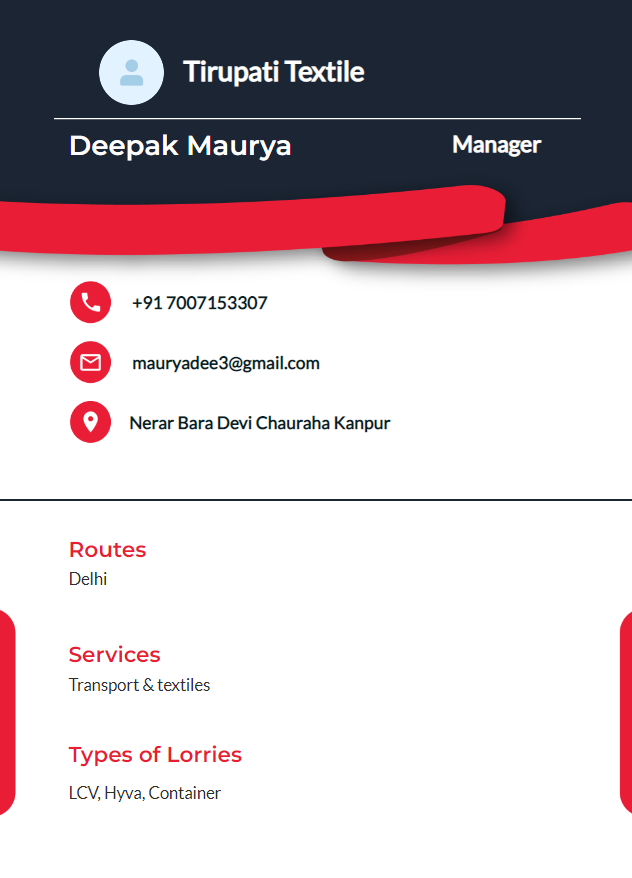 Tirupati Textile
Deepak Maurya
Manager
+91 7007153307
mauryadee3@gmail.com
Nerar Bara Devi Chauraha Kanpur
Routes
Delhi
Services
Transport & textiles
Types of Lorries
LCV, Hyva, Container